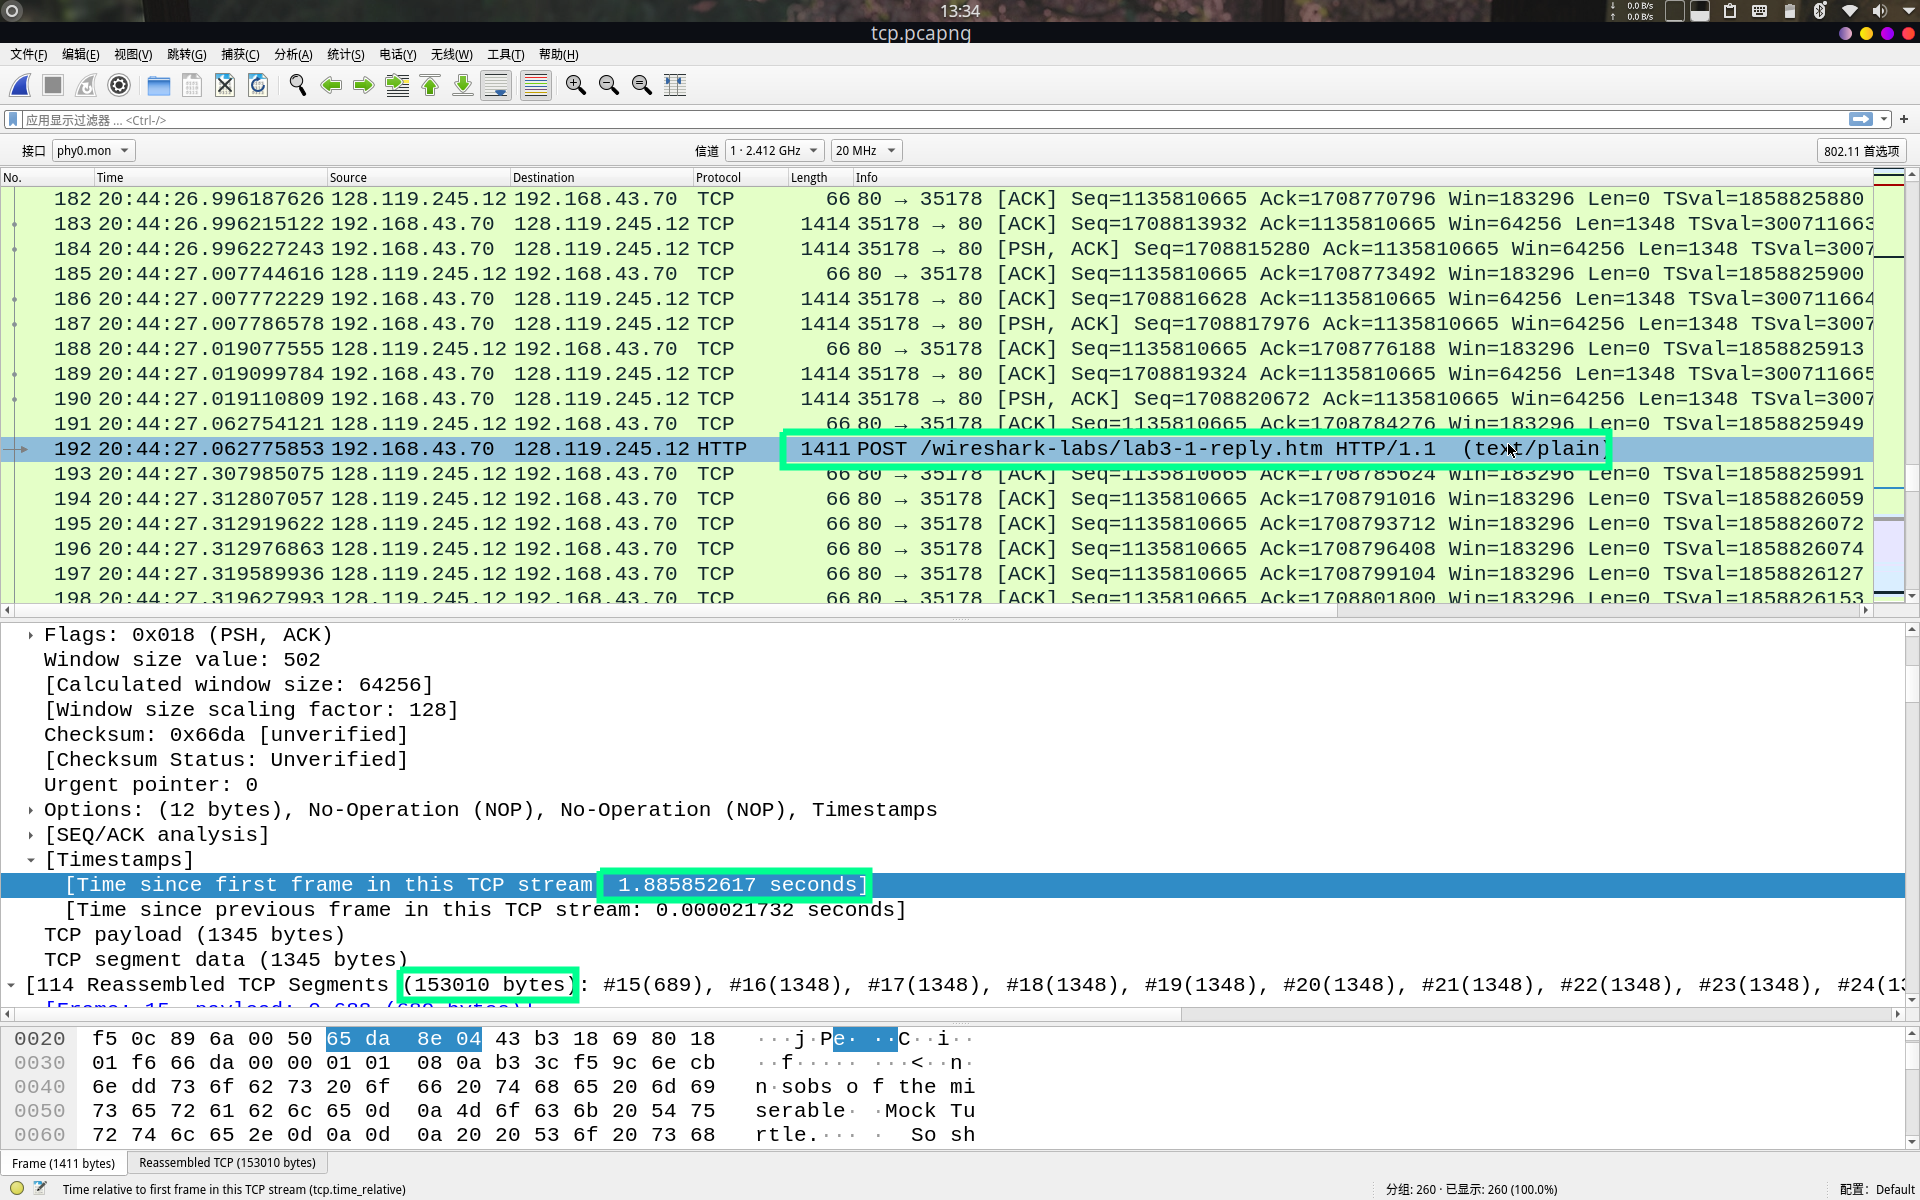 13:34
0.0 B/s
0.0 B/s
tcp.pcapng
文件(F) 编辑(E) 视图(V) 跳转(G) 捕获(C) 分析(A) 统计(S) 电话(Y) 无线(W) 工具(T) 帮助(H)
应用显示过滤器 … <Ctrl-/>
接口 phy0.mon 信道 1 · 2.412 GHz 20 MHz 802.11 首选项
No. Time Source Destination Protocol Length Info
182 20:44:26.996187626 128.119.245.12 192.168.43.70 TCP 66 80 → 35178 [ACK] Seq=1135810665 Ack=1708770796 Win=183296 Len=0 TSval=1858825880
183 20:44:26.996215122 192.168.43.70 128.119.245.12 TCP 1414 35178 → 80 [ACK] Seq=1708813932 Ack=1135810665 Win=64256 Len=1348 TSval=300711663
184 20:44:26.996227243 192.168.43.70 128.119.245.12 TCP 1414 35178 → 80 [PSH, ACK] Seq=1708815280 Ack=1135810665 Win=64256 Len=1348 TSval=3007
185 20:44:27.007744616 128.119.245.12 192.168.43.70 TCP 66 80 → 35178 [ACK] Seq=1135810665 Ack=1708773492 Win=183296 Len=0 TSval=1858825900
186 20:44:27.007772229 192.168.43.70 128.119.245.12 TCP 1414 35178 → 80 [ACK] Seq=1708816628 Ack=1135810665 Win=64256 Len=1348 TSval=300711664
187 20:44:27.007786578 192.168.43.70 128.119.245.12 TCP 1414 35178 → 80 [PSH, ACK] Seq=1708817976 Ack=1135810665 Win=64256 Len=1348 TSval=3007
188 20:44:27.019077555 128.119.245.12 192.168.43.70 TCP 66 80 → 35178 [ACK] Seq=1135810665 Ack=1708776188 Win=183296 Len=0 TSval=1858825913
189 20:44:27.019099784 192.168.43.70 128.119.245.12 TCP 1414 35178 → 80 [ACK] Seq=1708819324 Ack=1135810665 Win=64256 Len=1348 TSval=300711665
190 20:44:27.019110809 192.168.43.70 128.119.245.12 TCP 1414 35178 → 80 [PSH, ACK] Seq=1708820672 Ack=1135810665 Win=64256 Len=1348 TSval=3007
191 20:44:27.062754121 128.119.245.12 192.168.43.70 TCP 66 80 → 35178 [ACK] Seq=1135810665 Ack=1708784276 Win=183296 Len=0 TSval=1858825949
192 20:44:27.062775853 192.168.43.70 128.119.245.12 HTTP 1411 POST /wireshark-labs/lab3-1-reply.htm HTTP/1.1 (text/plain)
193 20:44:27.307985075 128.119.245.12 192.168.43.70 TCP 66 80 → 35178 [ACK] Seq=1135810665 Ack=1708785624 Win=183296 Len=0 TSval=1858825991
194 20:44:27.312807057 128.119.245.12 192.168.43.70 TCP 66 80 → 35178 [ACK] Seq=1135810665 Ack=1708791016 Win=183296 Len=0 TSval=1858826059
195 20:44:27.312919622 128.119.245.12 192.168.43.70 TCP 66 80 → 35178 [ACK] Seq=1135810665 Ack=1708793712 Win=183296 Len=0 TSval=1858826072
196 20:44:27.312976863 128.119.245.12 192.168.43.70 TCP 66 80 → 35178 [ACK] Seq=1135810665 Ack=1708796408 Win=183296 Len=0 TSval=1858826074
197 20:44:27.319589936 128.119.245.12 192.168.43.70 TCP 66 80 → 35178 [ACK] Seq=1135810665 Ack=1708799104 Win=183296 Len=0 TSval=1858826127
198 20:44:27.319627993 128.119.245.12 192.168.43.70 TCP 66 80 → 35178 [ACK] Seq=1135810665 Ack=1708801800 Win=183296 Len=0 TSval=1858826153
Flags: 0x018 (PSH, ACK)
Window size value: 502
[Calculated window size: 64256]
[Window size scaling factor: 128]
Checksum: 0x66da [unverified]
[Checksum Status: Unverified]
Urgent pointer: 0
Options: (12 bytes), No-Operation (NOP), No-Operation (NOP), Timestamps
[SEQ/ACK analysis]
[Timestamps]
[Time since first frame in this TCP stream 1.885852617 seconds]
[Time since previous frame in this TCP stream: 0.000021732 seconds]
TCP payload (1345 bytes)
TCP segment data (1345 bytes)
[114 Reassembled TCP Segments (153010 bytes): #15(689), #16(1348), #17(1348), #18(1348), #19(1348), #20(1348), #21(1348), #22(1348), #23(1348), #24(13
[Frame: 15, payload: 0-688 (689 bytes)]
0020 f5 0c 89 6a 00 50 65 da 8e 04 43 b3 18 69 80 18 ···j·Pe· ··C··i··
0030 01 f6 66 da 00 00 01 01 08 0a b3 3c f5 9c 6e cb ··f····· ···<··n·
0040 6e dd 73 6f 62 73 20 6f 66 20 74 68 65 20 6d 69 n·sobs o f the mi
0050 73 65 72 61 62 6c 65 0d 0a 4d 6f 63 6b 20 54 75 serable· ·Mock Tu
0060 72 74 6c 65 2e 0d 0a 0d 0a 20 20 53 6f 20 73 68 rtle.··· · So sh
Frame (1411 bytes) Reassembled TCP (153010 bytes)
Time relative to first frame in this TCP stream (tcp.time_relative) 分组: 260 · 已显示: 260 (100.0%) 配置: Default